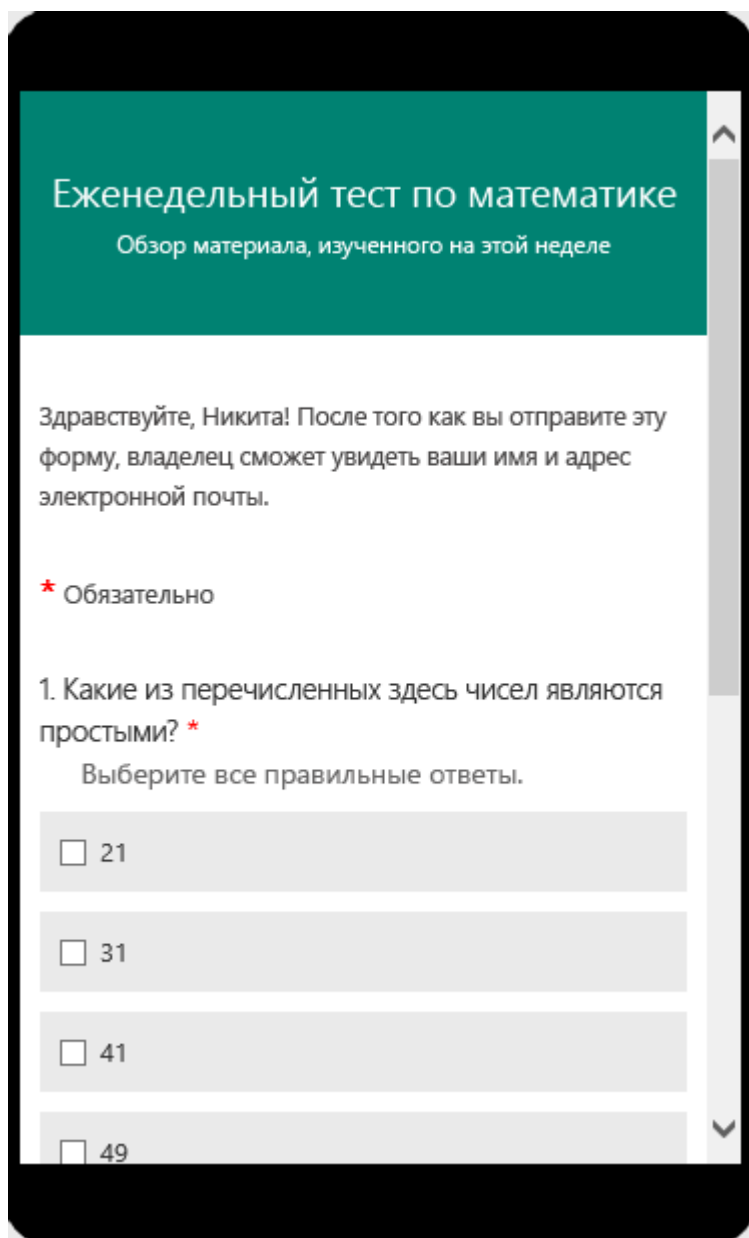 Еженедельный тест по математике
Обзор материала, изученного на этой неделе
Здравствуйте, Никита! После того как вы отправите эту
форму, владелец сможет увидеть ваши имя и адрес
электронной почты.
* Обязательно
1. Какие из перечисленных здесь чисел являются
простыми? *
Выберите все правильные ответы.
21
31
41
49